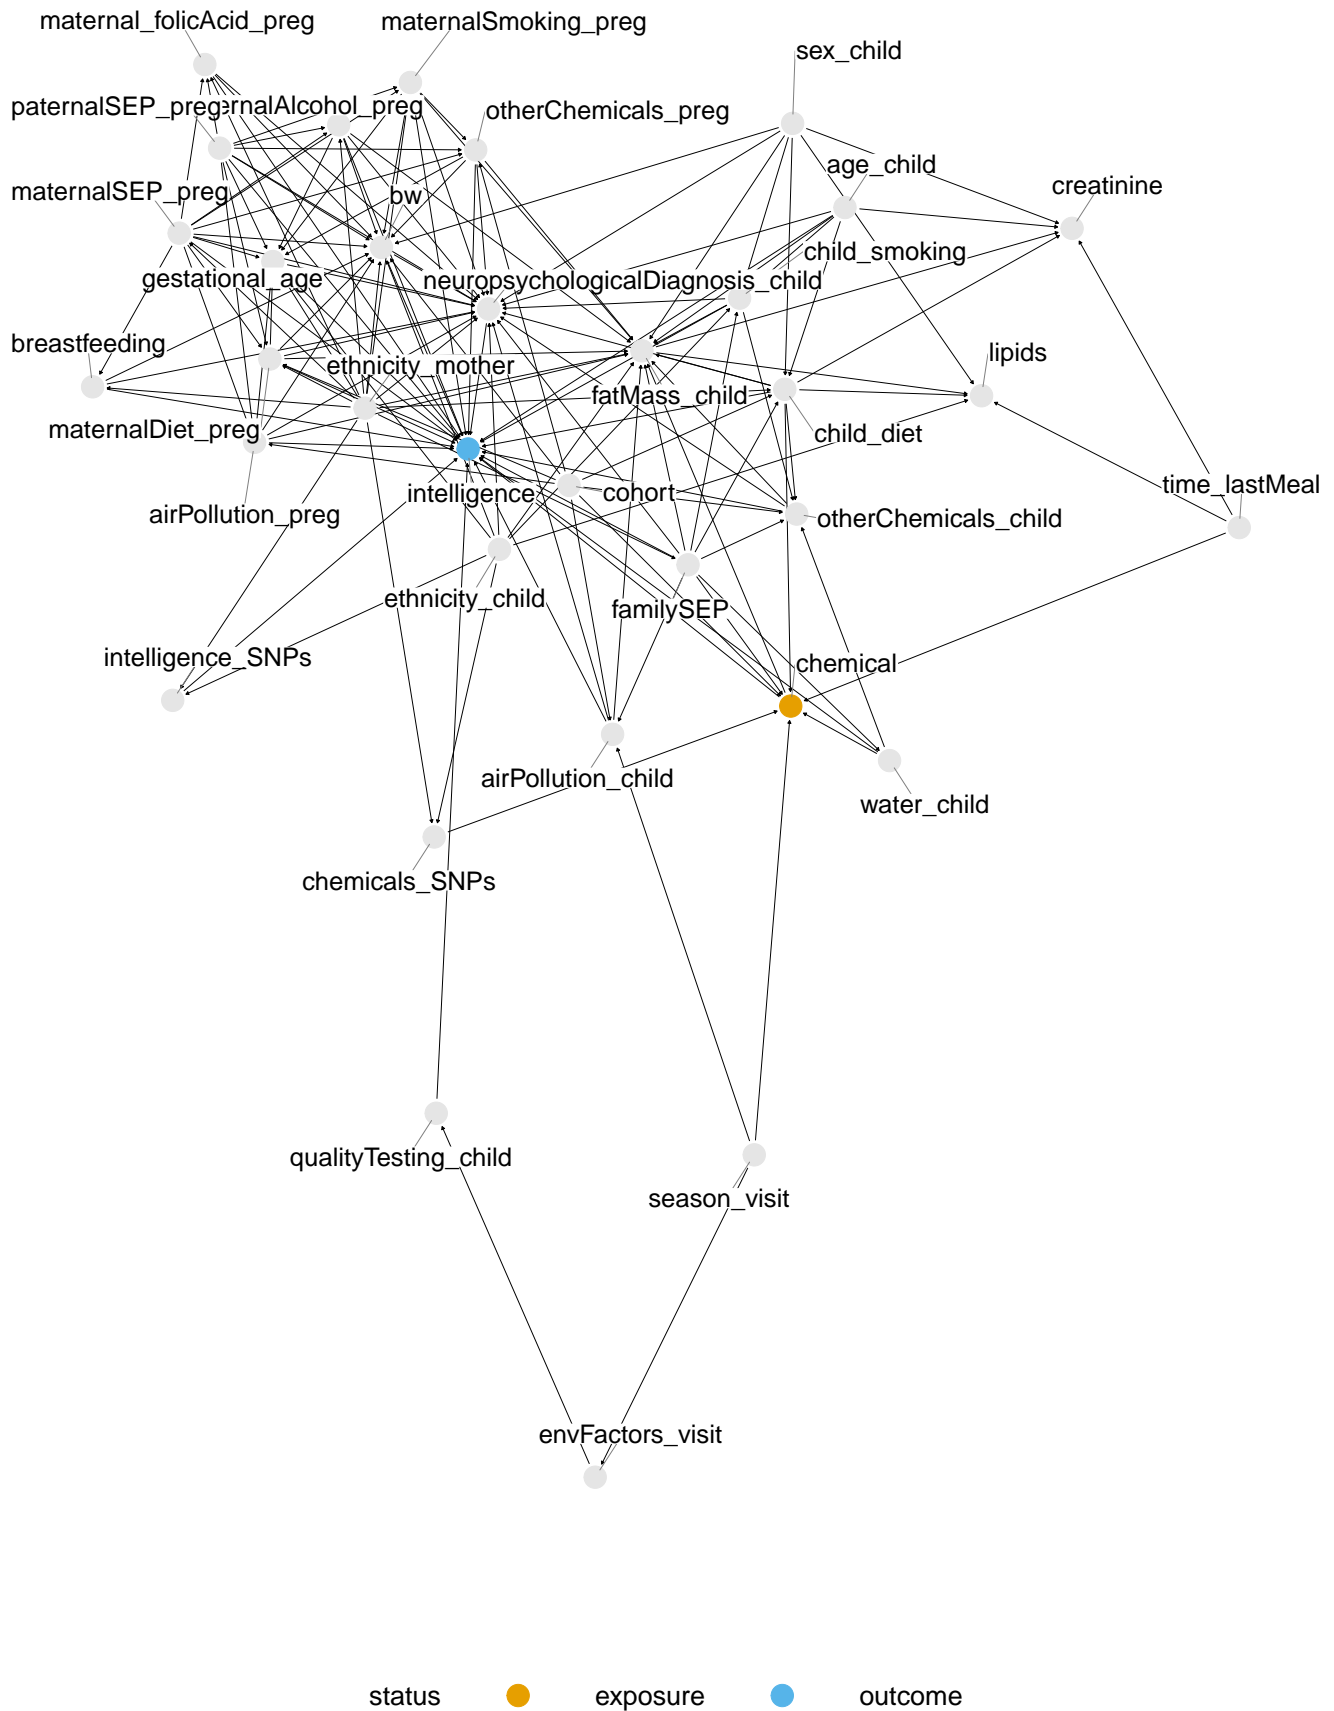 maternal_folicAcid_preg
maternalSmoking_preg
sex_child
paternalSEP_preg
rnalAlcohol_preg
otherChemicals_preg
age_child
creatinine
maternalSEP_preg
bw
child_smoking
gestational_age
neuropsychologicalDiagnosis_child
breastfeeding
lipids
ethnicity_mother
fatMass_child
maternalDiet_preg
child_diet
intelligence
cohort
time_lastMeal
airPollution_preg
otherChemicals_child
ethnicity_child
familySEP
intelligence_SNPs
chemical
airPollution_child
water_child
chemicals_SNPs
qualityTesting_child
season_visit
envFactors_visit
status exposure outcome